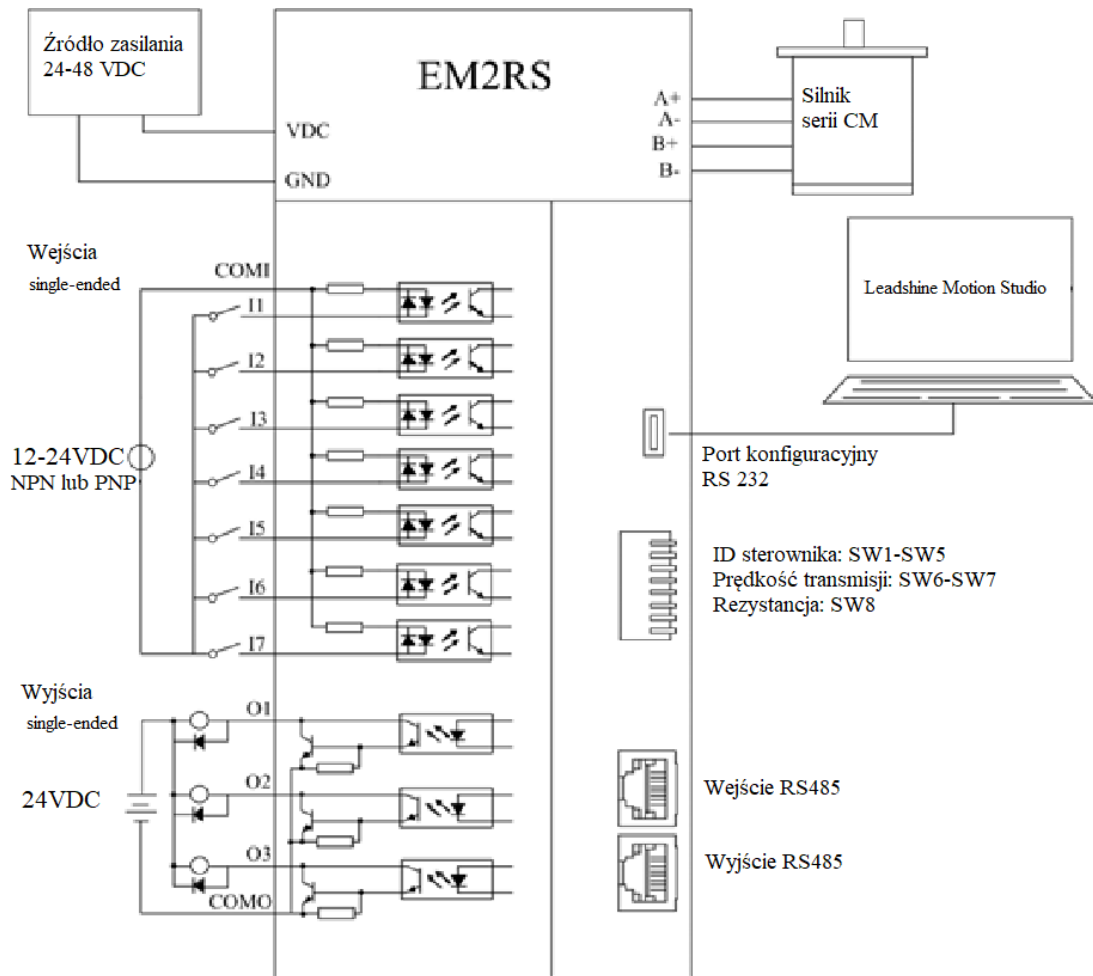 Źródło zasilania
24-48 VDC
EM2RS
VDC
GND
A+
A-
B+
B-
Silnik
serii CM
Wejścia
single-ended
COMI
I1
I2
I3
I4
I5
I6
I7
12-24VDC
NPN lub PNP
Leadshine Motion Studio
Port konfiguracyjny
RS 232
ID sterownika: SW1-SW5
Prędkość transmisji: SW6-SW7
Rezystancja: SW8
Wyjścia
single-ended
O1
O2
O3
COMO
24VDC
Wejście RS485
Wyjście RS485